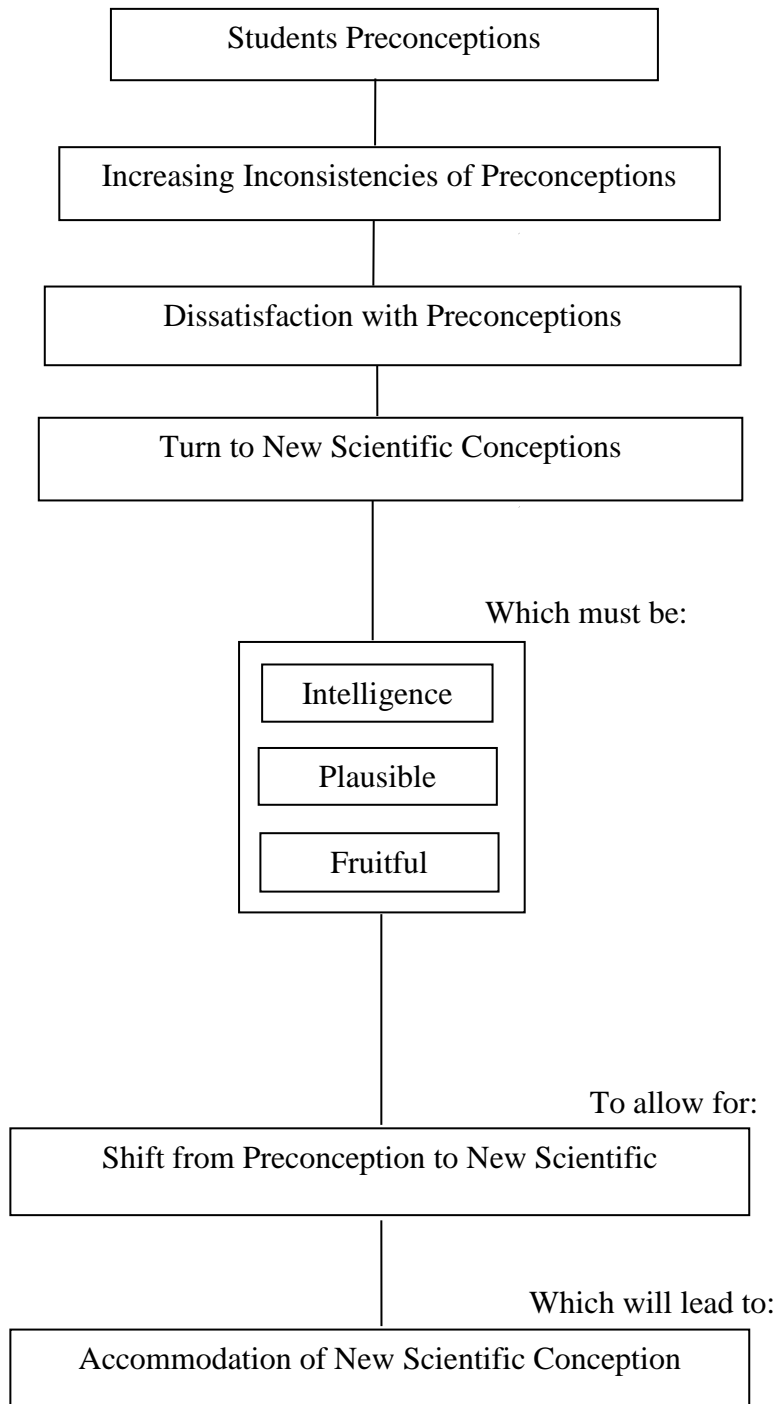 Students Preconceptions
Increasing Inconsistencies of Preconceptions
Dissatisfaction with Preconceptions
Turn to New Scientific Conceptions
Which must be:
Intelligence
Plausible
Fruitful
To allow for:
Shift from Preconception to New Scientific
Which will lead to:
Accommodation of New Scientific Conception